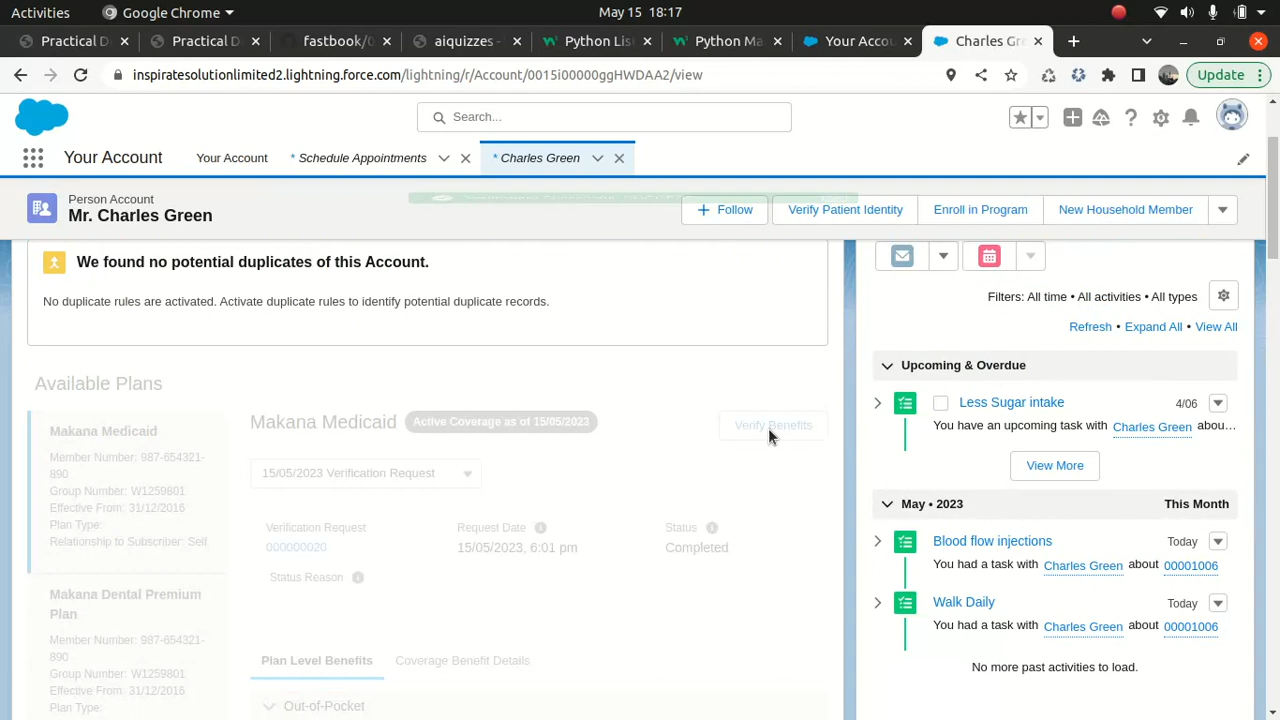 Activities
Google Chrome
May 15 18:17
Practical D
Practical D
fastbook/0
aiquizzes -
Python Lis
Python Ma
Your Accou
Charles Gre
inspiratesolutionlimited2.lightning.force.com/lightning/r/Account/0015i00000ggHWDAA2/view
Update
Search...
Your Account
Your Account
* Schedule Appointments
* Charles Green
Person Account
Mr. Charles Green
Follow
Verify Patient Identity
Enroll in Program
New Household Member
We found no potential duplicates of this Account.
No duplicate rules are activated. Activate duplicate rules to identify potential duplicate records.
Available Plans
Makana Medicaid
Member Number: 987-654321-
890
Group Number: W1259801
Effective From: 31/12/2016
Plan Type:
Relationship to Subscriber: Self
Makana Dental Premium
Plan
Member Number: 987-654321-
890
Group Number: W1259801
Effective From: 31/12/2016
Plan Type:
Makana Medicaid
Active Coverage as of 15/05/2023
Verify Benefits
15/05/2023 Verification Request
Verification Request
000000020
Request Date
15/05/2023, 6:01 pm
Status
Completed
Status Reason
Plan Level Benefits
Coverage Benefit Details
Out-of-Pocket
Filters: All time • All activities • All types
Refresh • Expand All • View All
Upcoming & Overdue
Less Sugar intake
4/06
You have an upcoming task with Charles Green abou...
View More
May • 2023
This Month
Blood flow injections
Today
You had a task with Charles Green about 00001006
Walk Daily
Today
You had a task with Charles Green about 00001006
No more past activities to load.